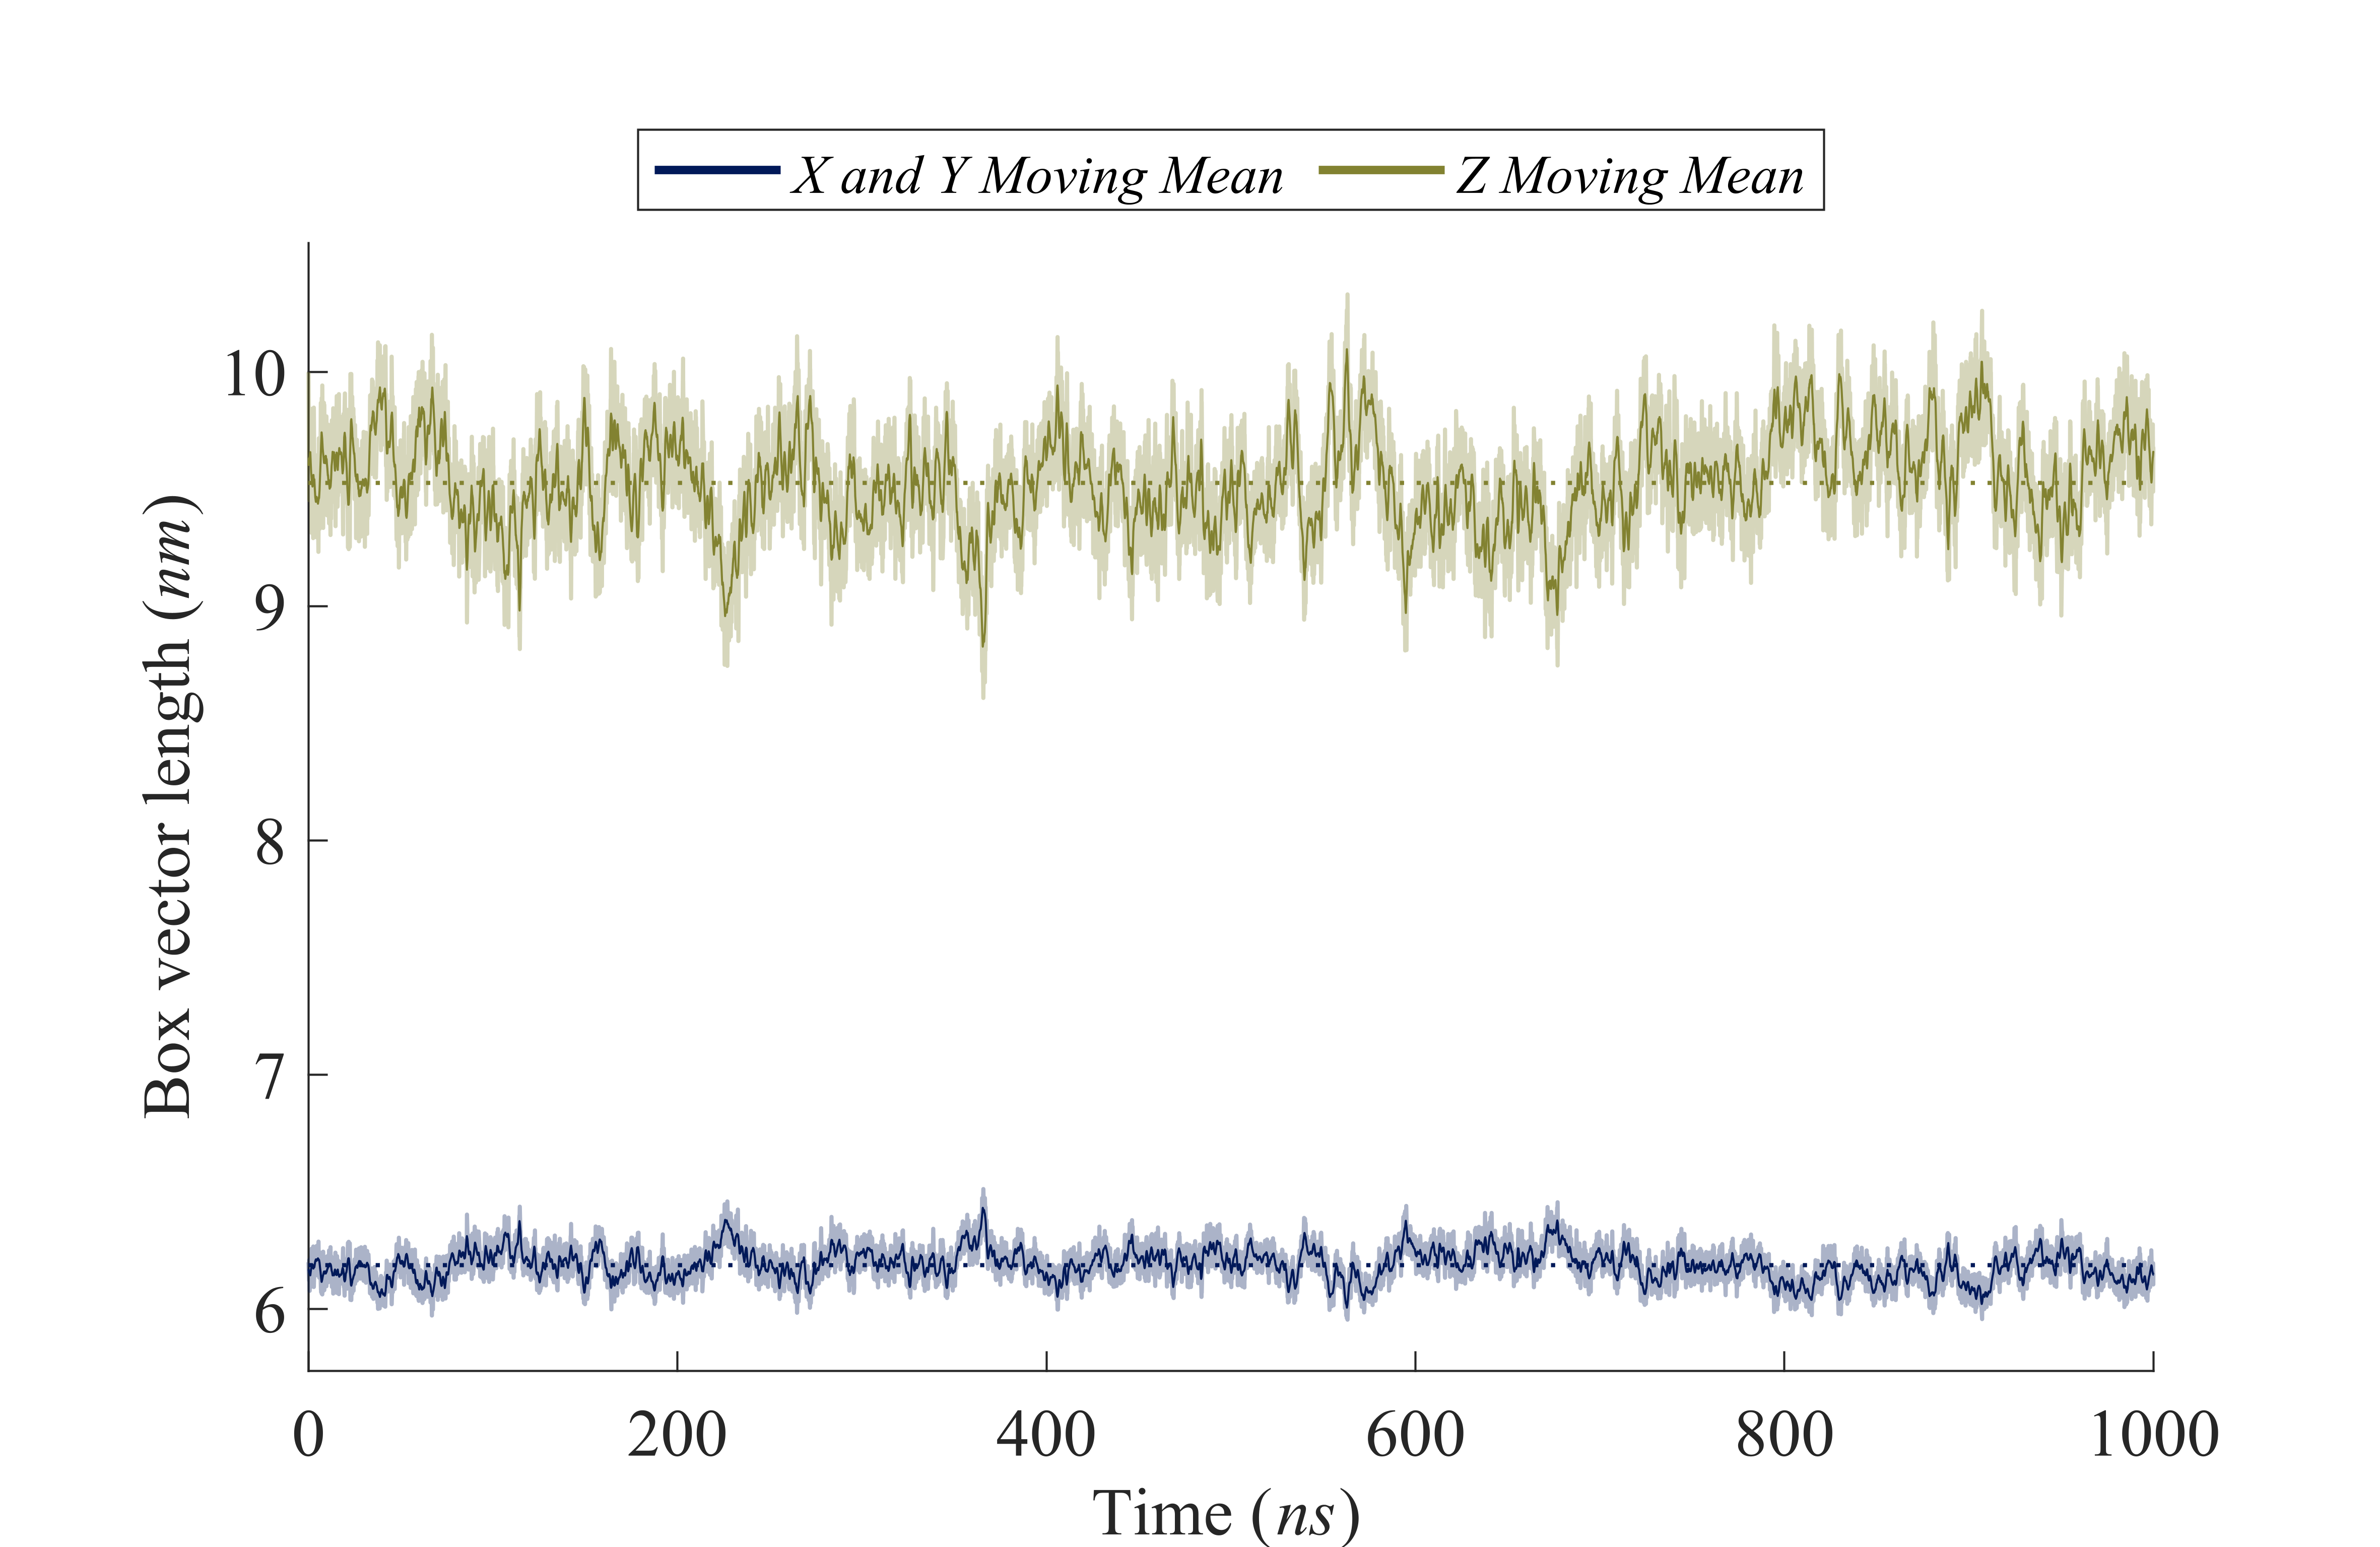 X and Y Moving Mean Z Moving Mean
Box vector length (nm)
10
9
8
7
6
0 200 400 600 800 1000
Time (ns)